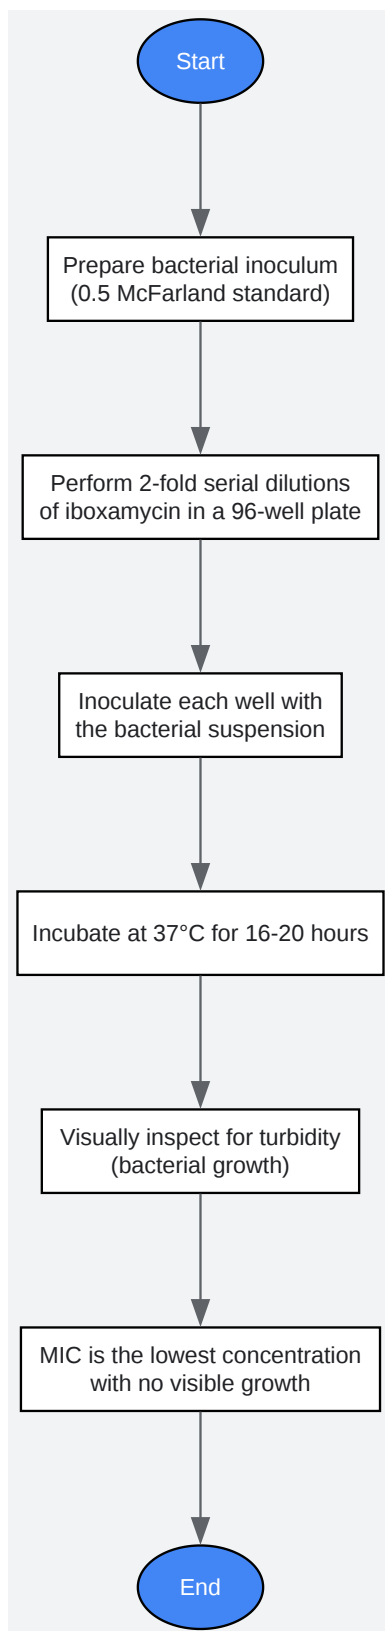 Start
Prepare bacterial inoculum
(0.5 McFarland standard)
Perform 2-fold serial dilutions
of iboxamycin in a 96-well plate
Inoculate each well with
the bacterial suspension
Incubate at 37°C for 16-20 hours
Visually inspect for turbidity
(bacterial growth)
MIC is the lowest concentration
with no visible growth
End